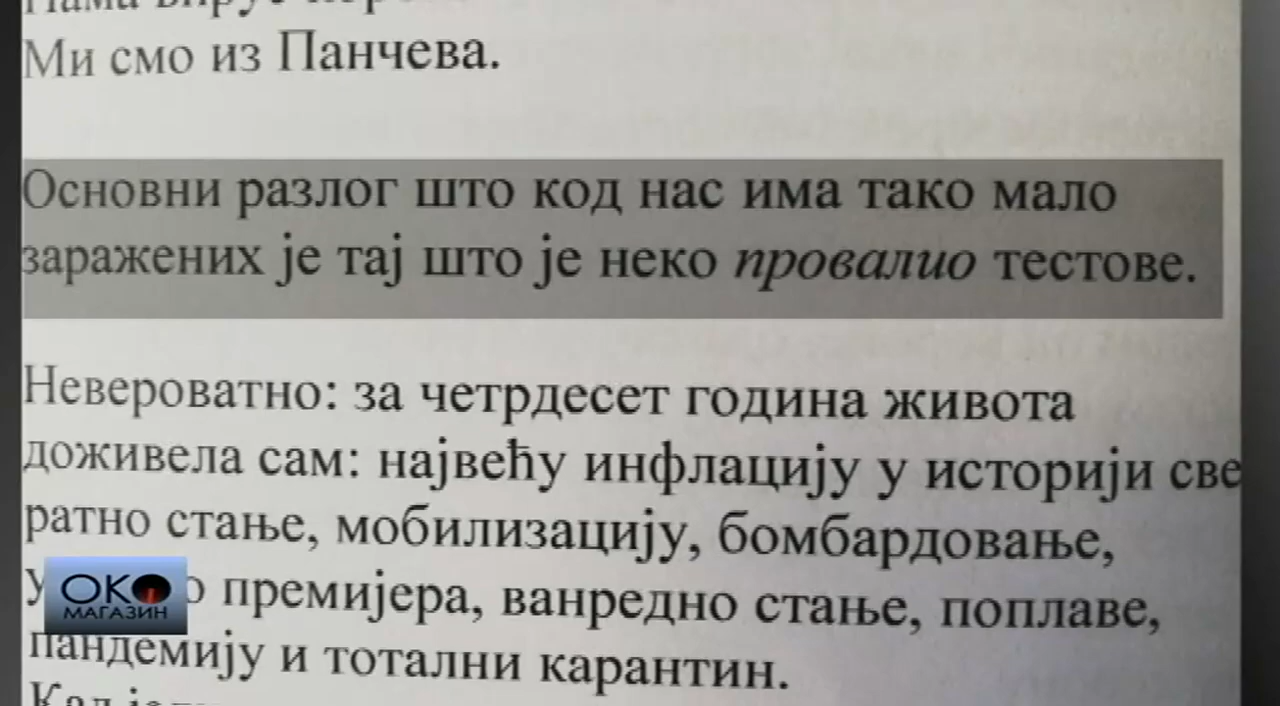 Ми смо из Панчева.
Основни разлог што код нас има тако мало
заражених је тај што је неко провалио тестове.
Невероватно: за четрдесет година живота
доживела сам: највећу инфлацију у историји све
ратно стање, мобилизацију, бомбардовање,
премијера, ванредно стање, поплаве,
ОКО
МАГАЗИН
пандемију и тотални карантин.